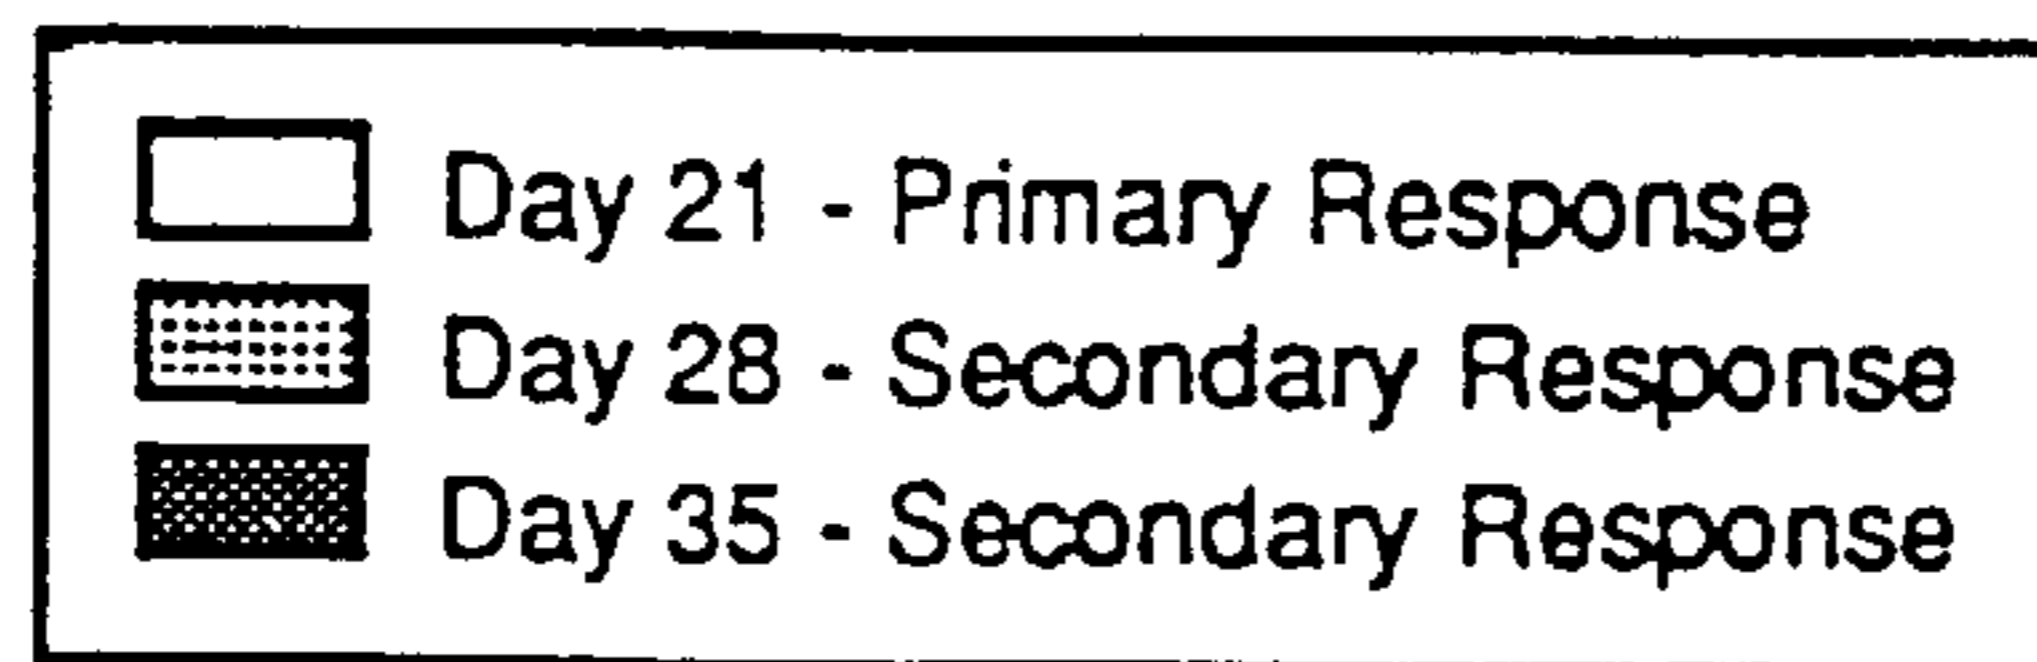 Day 21 - Primary Response
Day 28 - Secondary Response
Day 35 - Secondary Response